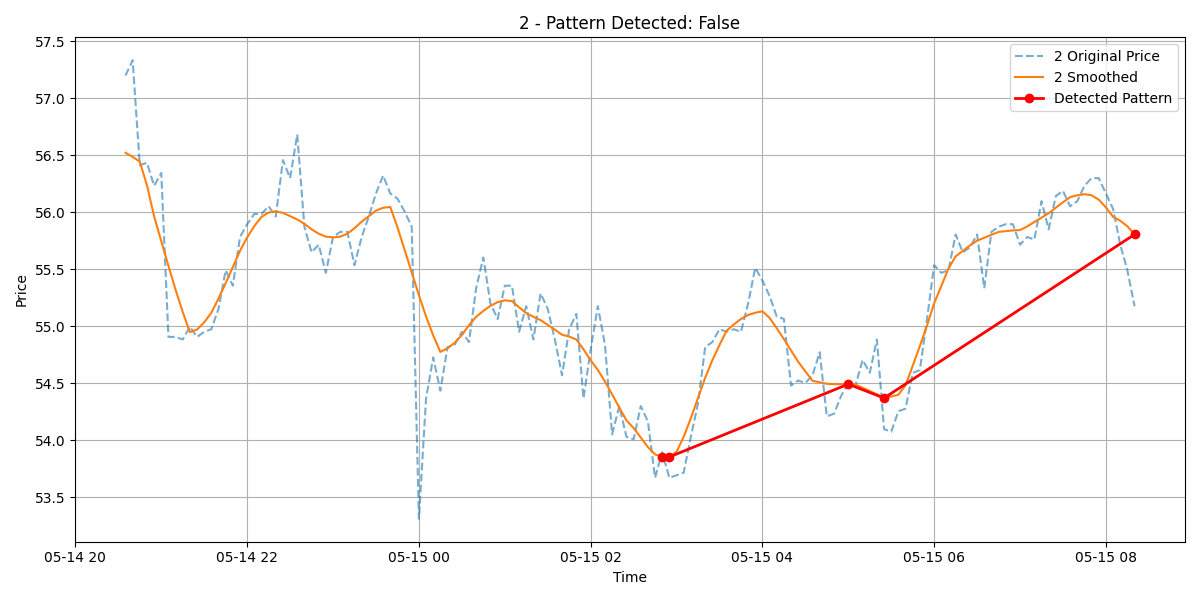 2 - Pattern Detected: False
2 Original Price
2 Smoothed
Detected Pattern
Price
57.5
57.0
56.5
56.0
55.5
55.0
54.5
54.0
53.5
05-14 20
05-14 22
05-15 00
05-15 02
05-15 04
05-15 06
05-15 08
Time